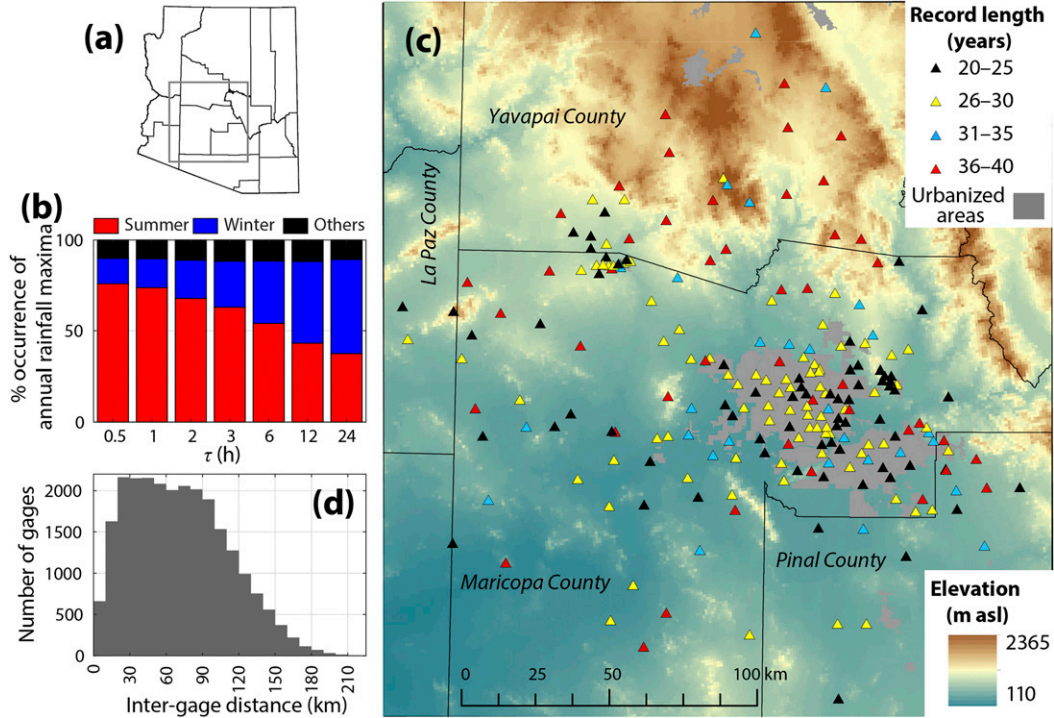 (a)
(b)
Summer Winter Others
100
50
0
% occurrence of
annual rainfall maxima
0.5 1 2 3 6 12 24
τ (h)
(d)
2000
1500
1000
500
0
Number of gages
0 30 60 90 120 150 180 210
Inter-gage distance (km)
(c)
Yavapai County
La Paz County
Maricopa County
Pinal County
0 25 50 100 km
Record length
(years)
20–25
26–30
31–35
36–40
Urbanized
areas
Elevation
(m asl)
2365
110